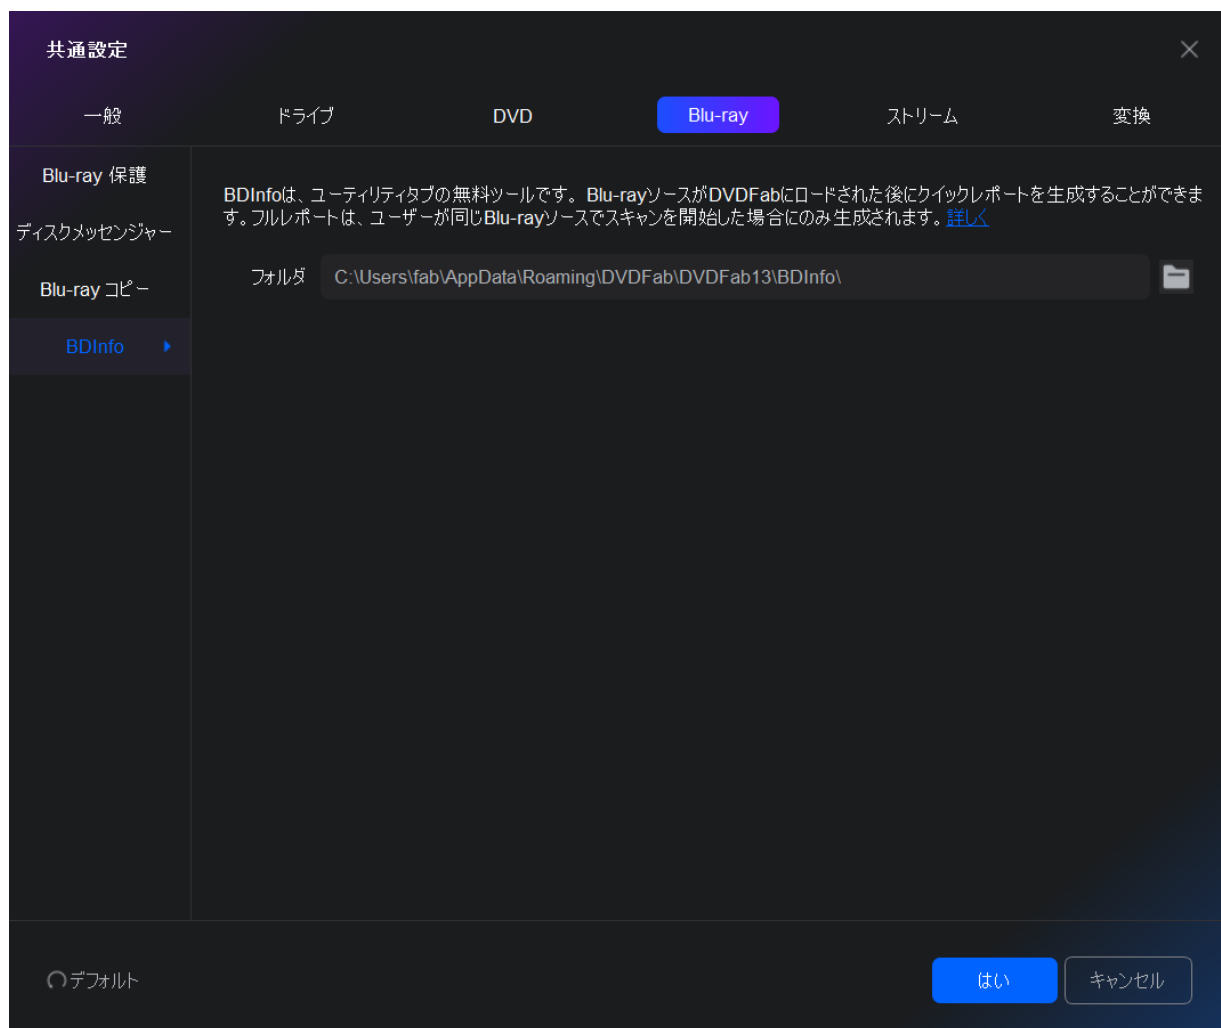 共通設定
一般 ドライブ DVD Blu-ray ストリーム 変換
Blu-ray 保護
ディスクメッセンジャー
Blu-ray コピー
BDInfo
BDInfoは、ユーティリティタブの無料ツールです。Blu-rayソースがDVDFabにロードされた後にクイックレポートを生成することができま
す。フルレポートは、ユーザーが同じBlu-rayソースでスキャンを開始した場合にのみ生成されます。詳しく
フォルダ C:\Users\fab\AppData\Roaming\DVDFab\DVDFab13\BDInfo\
デフォルト はい キャンセル